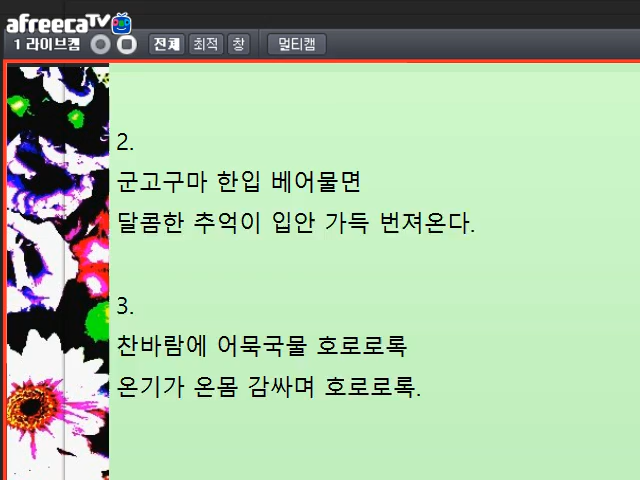 afreecaTV
1 라이브캠 전체 최적 창 멀티캠
2.
군고구마 한입 베어물면
달콤한 추억이 입안 가득 번져온다.
3.
찬바람에 어묵국물 호로로록
온기가 온몸 감싸며 호로로록.